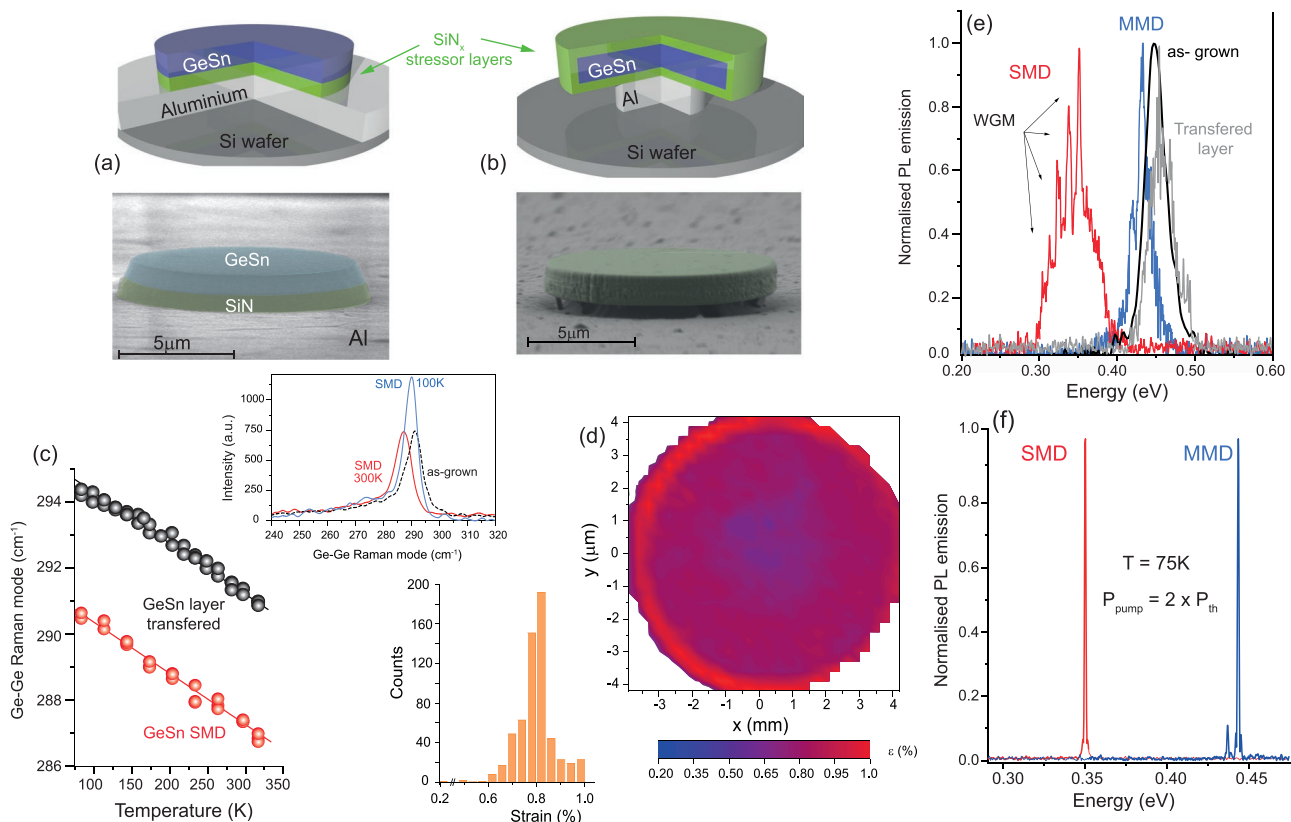 SiNx
stressor layers
GeSn
Aluminium
Si wafer
(a)
GeSn
Al
Si wafer
(b)
GeSn
SiN
5μm
Al
5μm
(e)
Normalised PL emission
1.0
0.8
0.6
0.4
0.2
0.0
SMD
MMD
as- grown
WGM
Transfered
layer
0.20 0.30 0.40 0.50 0.60
Energy (eV)
(c)
Ge-Ge Raman mode (cm-1)
294
292
290
288
286
GeSn layer
transfered
GeSn SMD
100 150 200 250 300 350
Temperature (K)
Intensity (a.u.)
1000
750
500
250
0
SMD 100K
SMD
300K
as-grown
240 250 260 270 280 290 300 310 320
Ge-Ge Raman mode (cm-1)
Counts
200
160
120
80
40
0
0.2 0.6 0.8 1.0
Strain (%)
(d)
y (μm)
4
3
2
1
0
-1
-2
-3
-4
-3 -2 -1 0 1 2 3 4
x (mm)
ε (%)
0.20 0.35 0.50 0.65 0.75 0.85 1.0
(f)
Normalised PL emission
1.0
0.8
0.6
0.4
0.2
0.0
SMD
MMD
T = 75K
Ppump = 2 x Pth
0.30 0.35 0.40 0.45
Energy (eV)